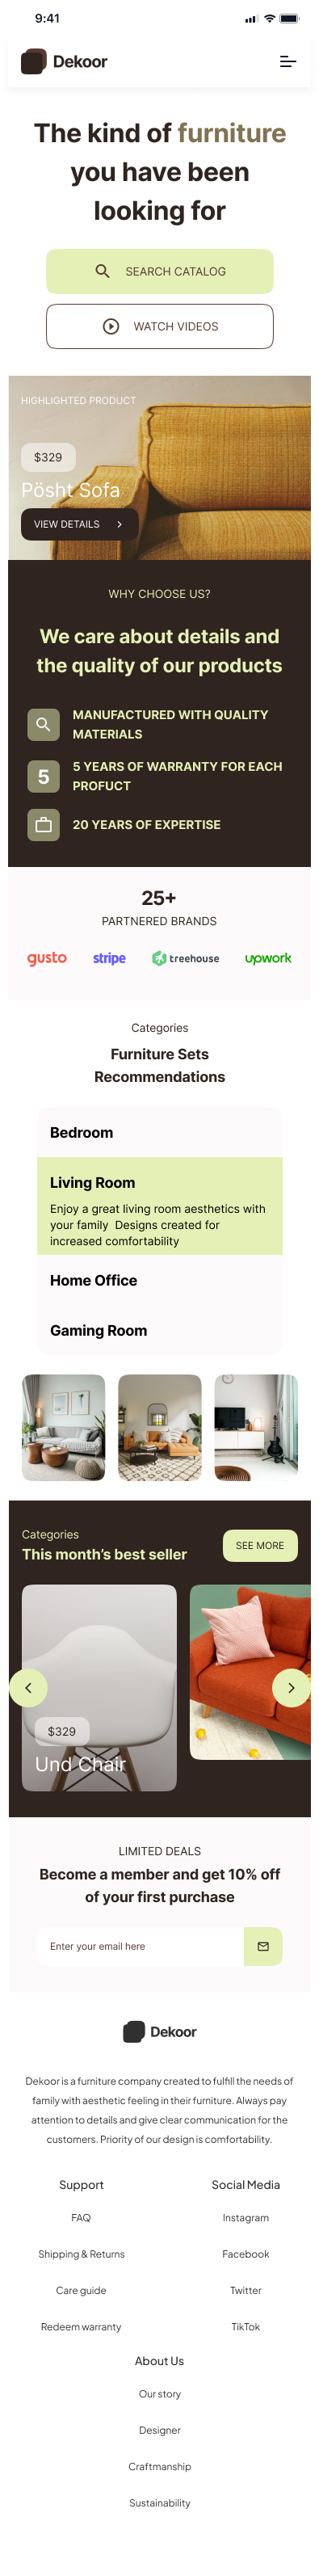 9:41
Dekoor
The kind of furniture
you have been
looking for
SEARCH CATALOG
WATCH VIDEOS
HIGHLIGHTED PRODUCT
$329
Pösht Sofa
VIEW DETAILS
WHY CHOOSE US?
We care about details and
the quality of our products
MANUFACTURED WITH QUALITY
MATERIALS
5
5 YEARS OF WARRANTY FOR EACH
PROFUCT
20 YEARS OF EXPERTISE
25+
PARTNERED BRANDS
gusto stripe treehouse upwork
Categories
Furniture Sets
Recommendations
Bedroom
Living Room
Enjoy a great living room aesthetics with
your family Designs created for
increased comfortability
Home Office
Gaming Room
Categories
This month's best seller
SEE MORE
$329
Und Chair
LIMITED DEALS
Become a member and get 10% off
of your first purchase
Enter your email here
Dekoor
Dekoor is a furniture company created to fulfill the needs of
family with aesthetic feeling in their furniture. Always pay
attention to details and give clear communication for the
customers. Priority of our design is comfortability.
Support
FAQ
Shipping & Returns
Care guide
Redeem warranty
Social Media
Instagram
Facebook
Twitter
TikTok
About Us
Our story
Designer
Craftmanship
Sustainability